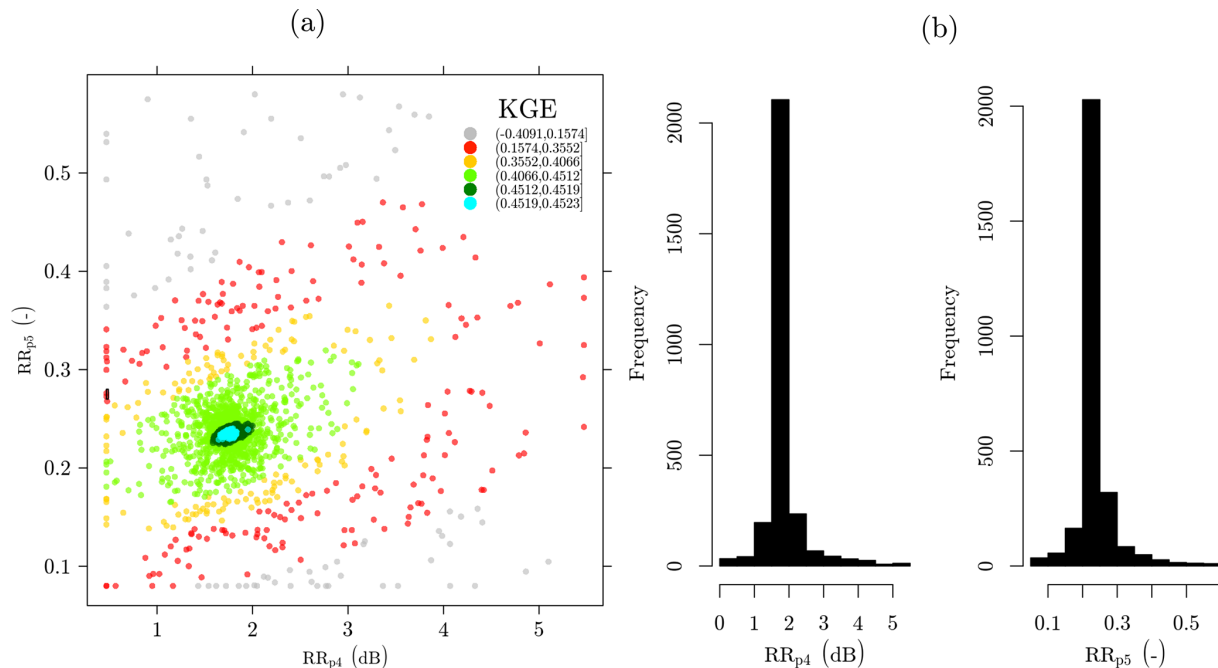 (a)
KGE
(-0.4091,0.1574]
(0.1574,0.3552]
(0.3552,0.4066]
(0.4066,0.4512]
(0.4512,0.4519]
(0.4519,0.4523]
0.5
0.4
0.3
0.2
0.1
RRp5 (-)
1 2 3 4 5
RRp4 (dB)
(b)
Frequency
2000
1500
1000
500
0
0 1 2 3 4 5
RRp4 (dB)
Frequency
2000
1500
1000
500
0
0.1 0.3 0.5
RRp5 (-)